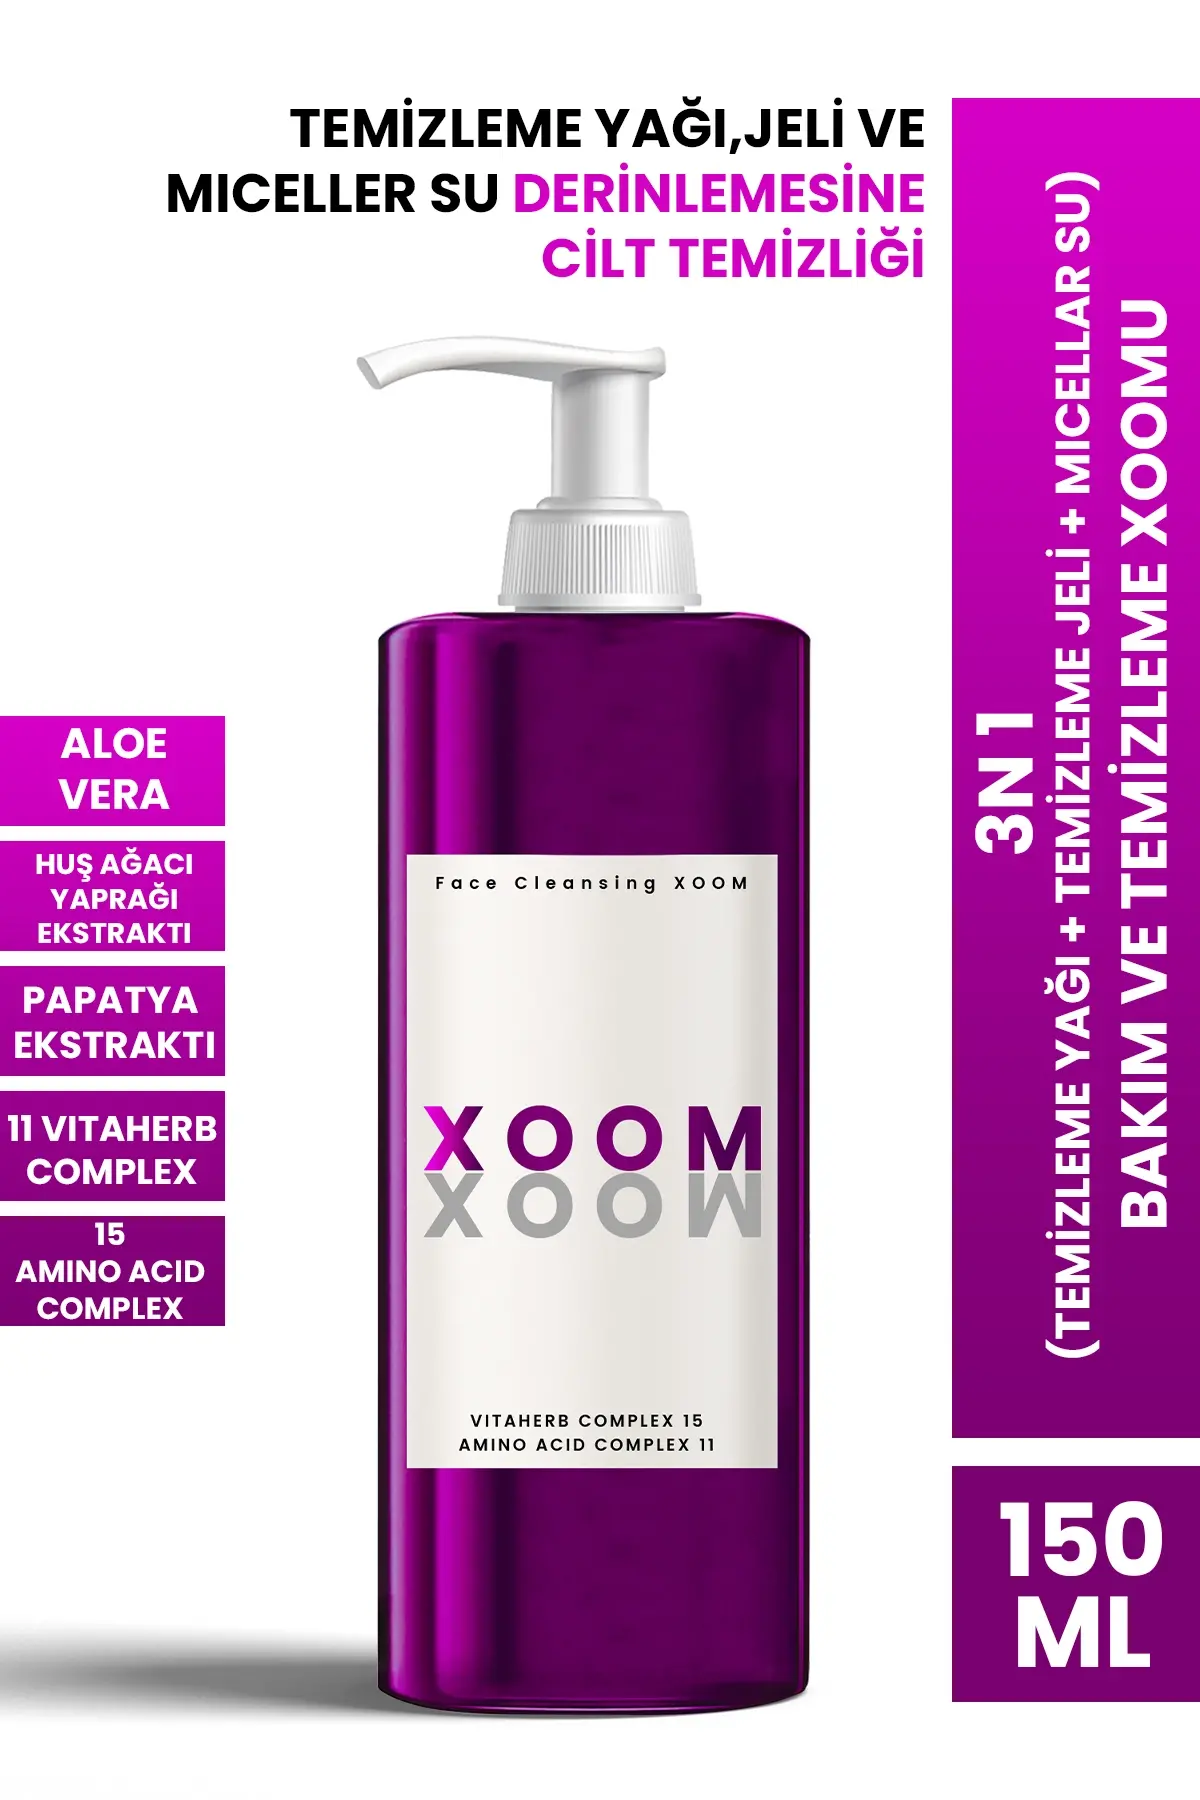 TEMİZLEME YAĞI,JELİ VE
MICELLER SU DERİNLEMESİNE
CİLT TEMİZLİĞİ
ALOE
VERA
HUŞ AĞACI
YAPRAĞI
EKSTRAKTI
PAPATYA
EKSTRAKTI
11 VITAHERB
COMPLEX
15
AMINO ACID
COMPLEX
Face Cleansing XOOM
XOOM
XOOM
VITAHERB COMPLEX 15
AMINO ACID COMPLEX 11
3N1
(TEMİZLEME YAĞI + TEMİZLEME JELİ + MICELLAR SU)
BAKIM VE TEMİZLEME XOOMU
150
ML